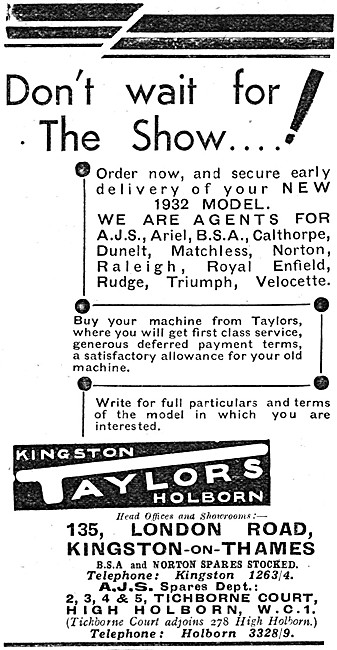 Don't wait for
The Show....!
Order now, and secure early
delivery of your NEW
1932 MODEL.
WE ARE AGENTS FOR
A.J.S., Ariel, B.S.A., Calthorpe,
Dunelt, Matchless, Norton,
Raleigh, Royal Enfield,
Rudge, Triumph, Velocette.
Buy your machine from Taylors,
where you will get first class service,
generous deferred payment terms,
a satisfactory allowance for your old
machine.
Write for full particulars and terms
of the model in which you are
interested.
KINGSTON
TAYLORS
HOLBORN
Head Offices and Showrooms:—
135, LONDON ROAD,
KINGSTON-ON-THAMES
B.S.A and NORTON SPARES STOCKED.
Telephone: Kingston 1263/4.
A.J.S. Spares Dept.:
2, 3, 4 & 5, TICHBORNE COURT,
HIGH HOLBORN, W.C.1.
(Tichborne Court adjoins 278 High Holborn.)
Telephone: Holborn 3328/9.